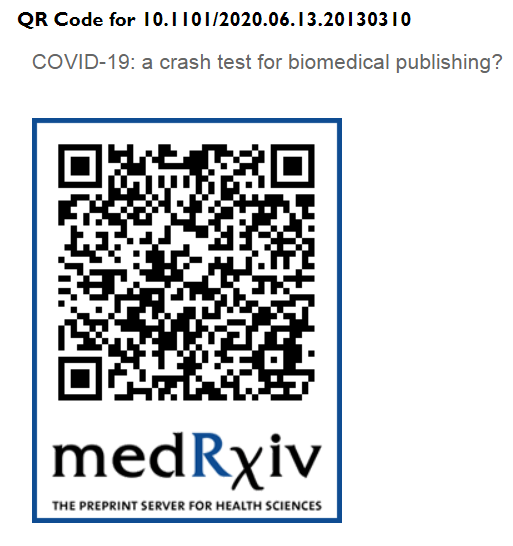 QR Code for 10.1101/2020.06.13.20130310
COVID-19: a crash test for biomedical publishing?
medRχiv
THE PREPRINT SERVER FOR HEALTH SCIENCES